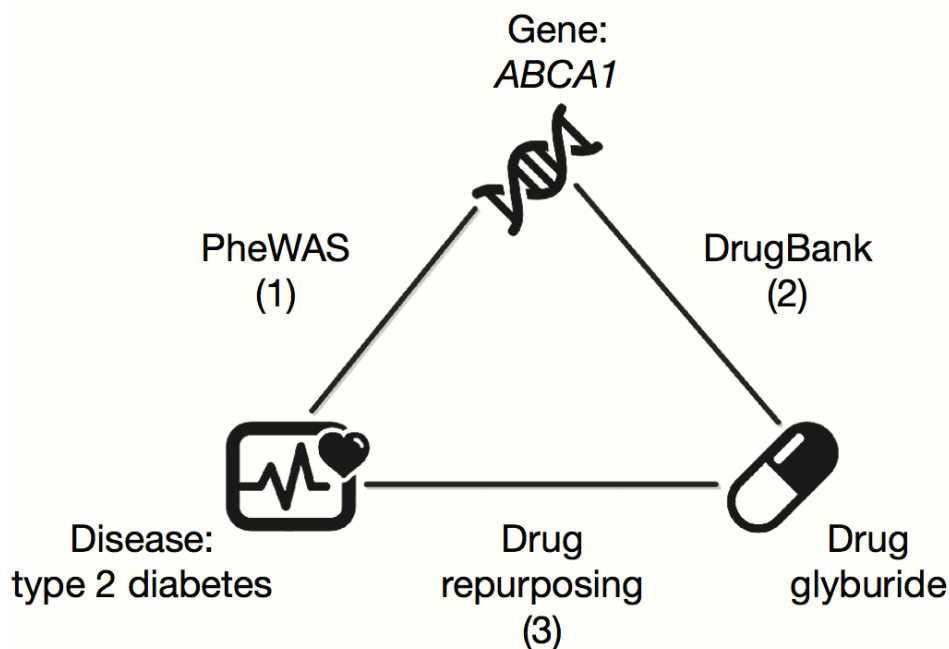 Gene:
ABCA1
PheWAS
(1)
DrugBank
(2)
Disease:
type 2 diabetes
Drug
repurposing
(3)
Drug
glyburide